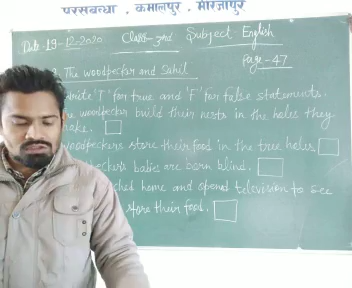 परसबन्धा , कमालपुर , मीरजापुर
Date 19-12-2020 Class-3rd Subject- English
Page-47
The Woodpecker and Sahil
write 'T' for true and 'F' for false statements.
woodpecker build their nests in the holes they
make.
woodpeckers store their food in the tree holes
babies are born blind.
home and opened television to see
store their food.